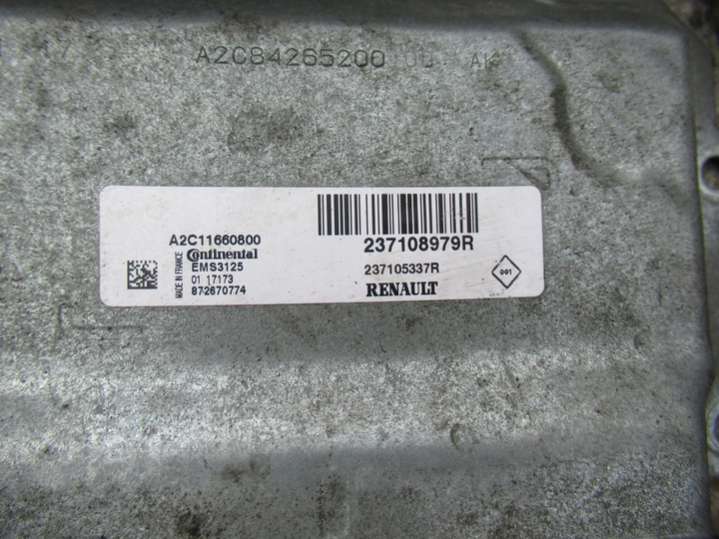 A2C84265200
A2C11660800
Continental
EMS3125
01 17173
872670774
MADE IN FRANCE
237108979R
237105337R
RENAULT
001